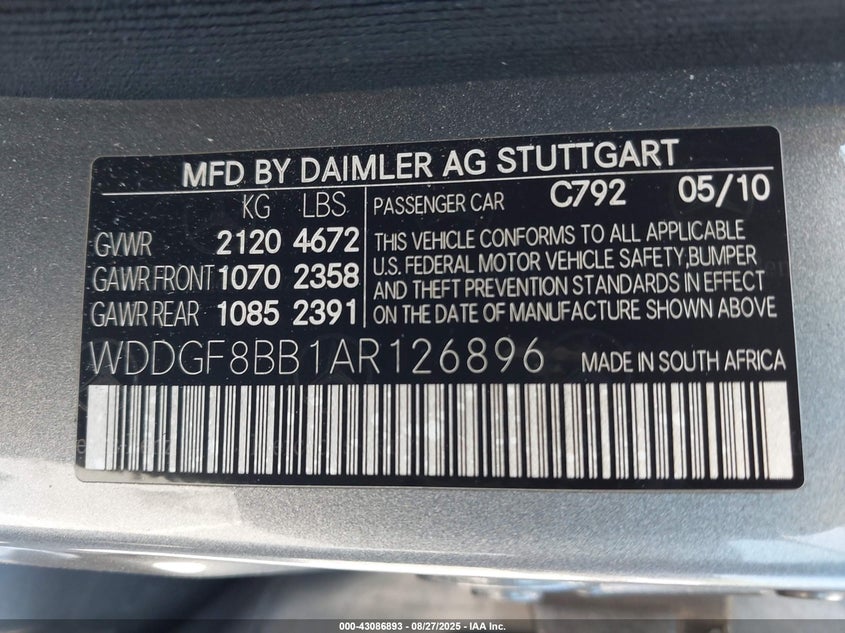 MFD BY DAIMLER AG STUTTGART
KG LBS
PASSENGER CAR C792 05/10
GVWR 2120 4672
GAWR FRONT 1070 2358
GAWR REAR 1085 2391
THIS VEHICLE CONFORMS TO ALL APPLICABLE
U.S. FEDERAL MOTOR VEHICLE SAFETY,BUMPER
AND THEFT PREVENTION STANDARDS IN EFFECT
ON THE DATE OF MANUFACTURE SHOWN ABOVE
WDDGF8BB1AR126896 MADE IN SOUTH AFRICA
000-43086893 - 08/27/2025 - IAA Inc.